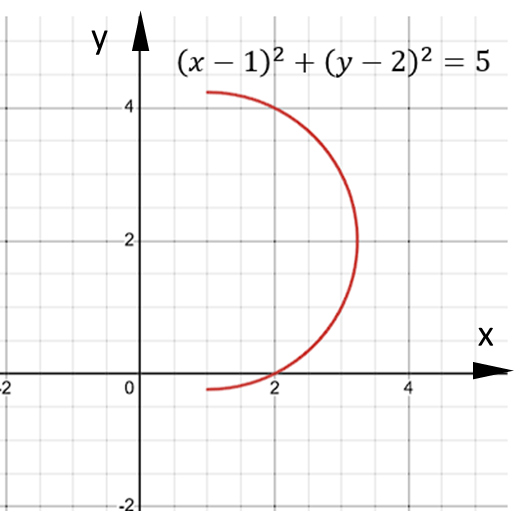 y
(x − 1)² + (y − 2)² = 5
4
2
x
-2 0 2 4
-2